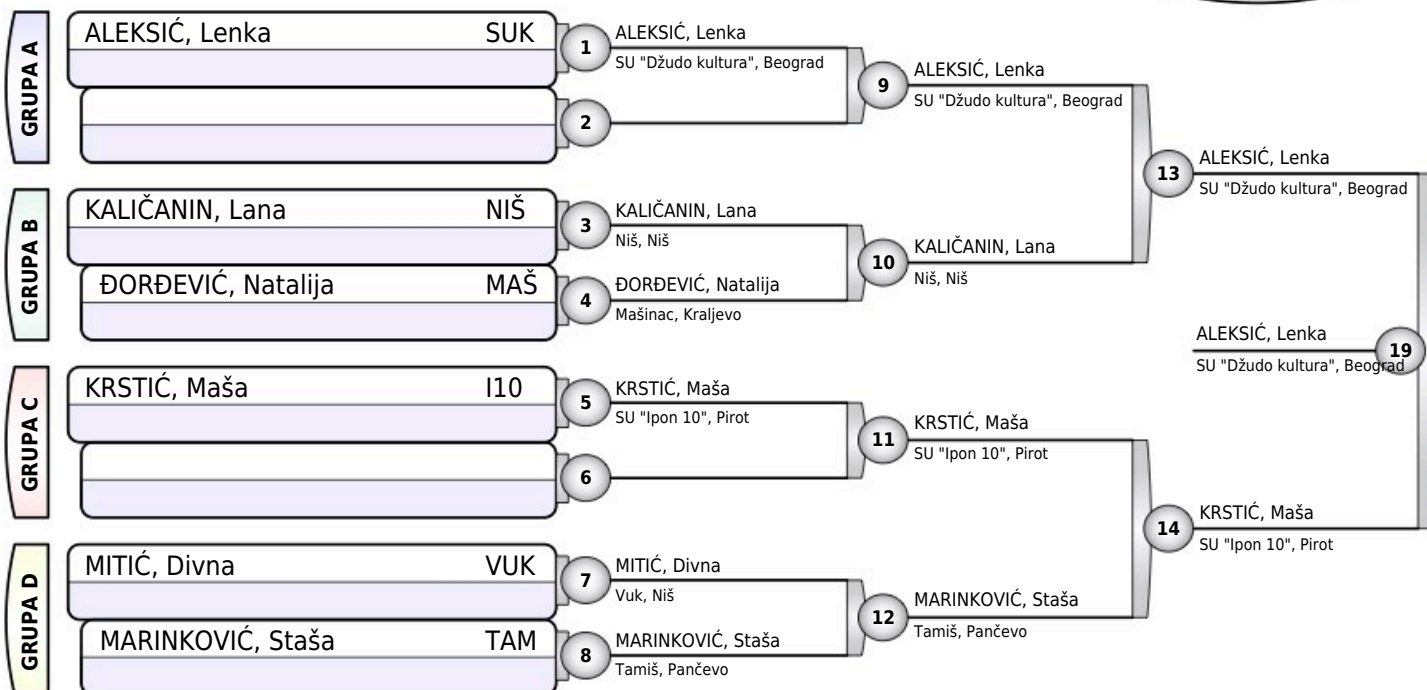 GRUPA A
ALEKSIĆ, Lenka SUK
1
ALEKSIĆ, Lenka
SU "Džudo kultura", Beograd
2
9
ALEKSIĆ, Lenka
SU "Džudo kultura", Beograd
13
ALEKSIĆ, Lenka
SU "Džudo kultura", Beograd
GRUPA B
KALIČANIN, Lana NIŠ
3
KALIČANIN, Lana
Niš, Niš
ĐORĐEVIĆ, Natalija MAŠ
4
ĐORĐEVIĆ, Natalija
Mašinac, Kraljevo
10
KALIČANIN, Lana
Niš, Niš
ALEKSIĆ, Lenka
SU "Džudo kultura", Beograd
19
GRUPA C
KRSTIĆ, Maša I10
5
KRSTIĆ, Maša
SU "Ipon 10", Pirot
6
11
KRSTIĆ, Maša
SU "Ipon 10", Pirot
14
KRSTIĆ, Maša
SU "Ipon 10", Pirot
GRUPA D
MITIĆ, Divna VUK
7
MITIĆ, Divna
Vuk, Niš
MARINKOVIĆ, Staša TAM
8
MARINKOVIĆ, Staša
Tamiš, Pančevo
12
MARINKOVIĆ, Staša
Tamiš, Pančevo